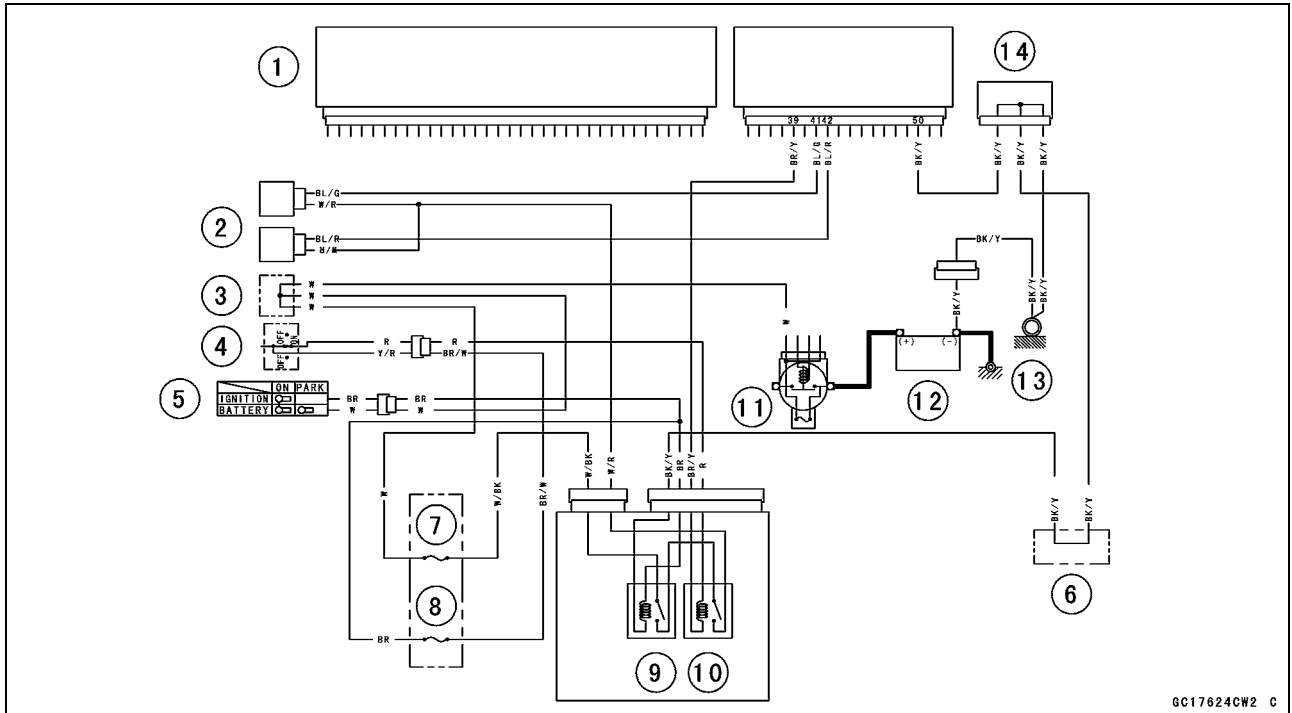 1
14
39 41 42 50
BR/Y
BL/G
BL/R
BK/Y
BK/Y
BK/Y
BK/Y
2
BL/G
W/R
BL/R
W/R
BK/Y
BK/Y
BK/Y
BK/Y
3
W
W
W
W
4
OFF
ON
OFF
R
Y/R
R
BR/W
(+)
(-)
5
ON PARK
IGNITION
BATTERY
BR
W
BR
W
11
12
13
W
W/BK
BR/W
W/BK
W/R
BK/Y
BR
BR/Y
R
BK/Y
BK/Y
7
8
BR
9
10
6
GC17624CW2 C